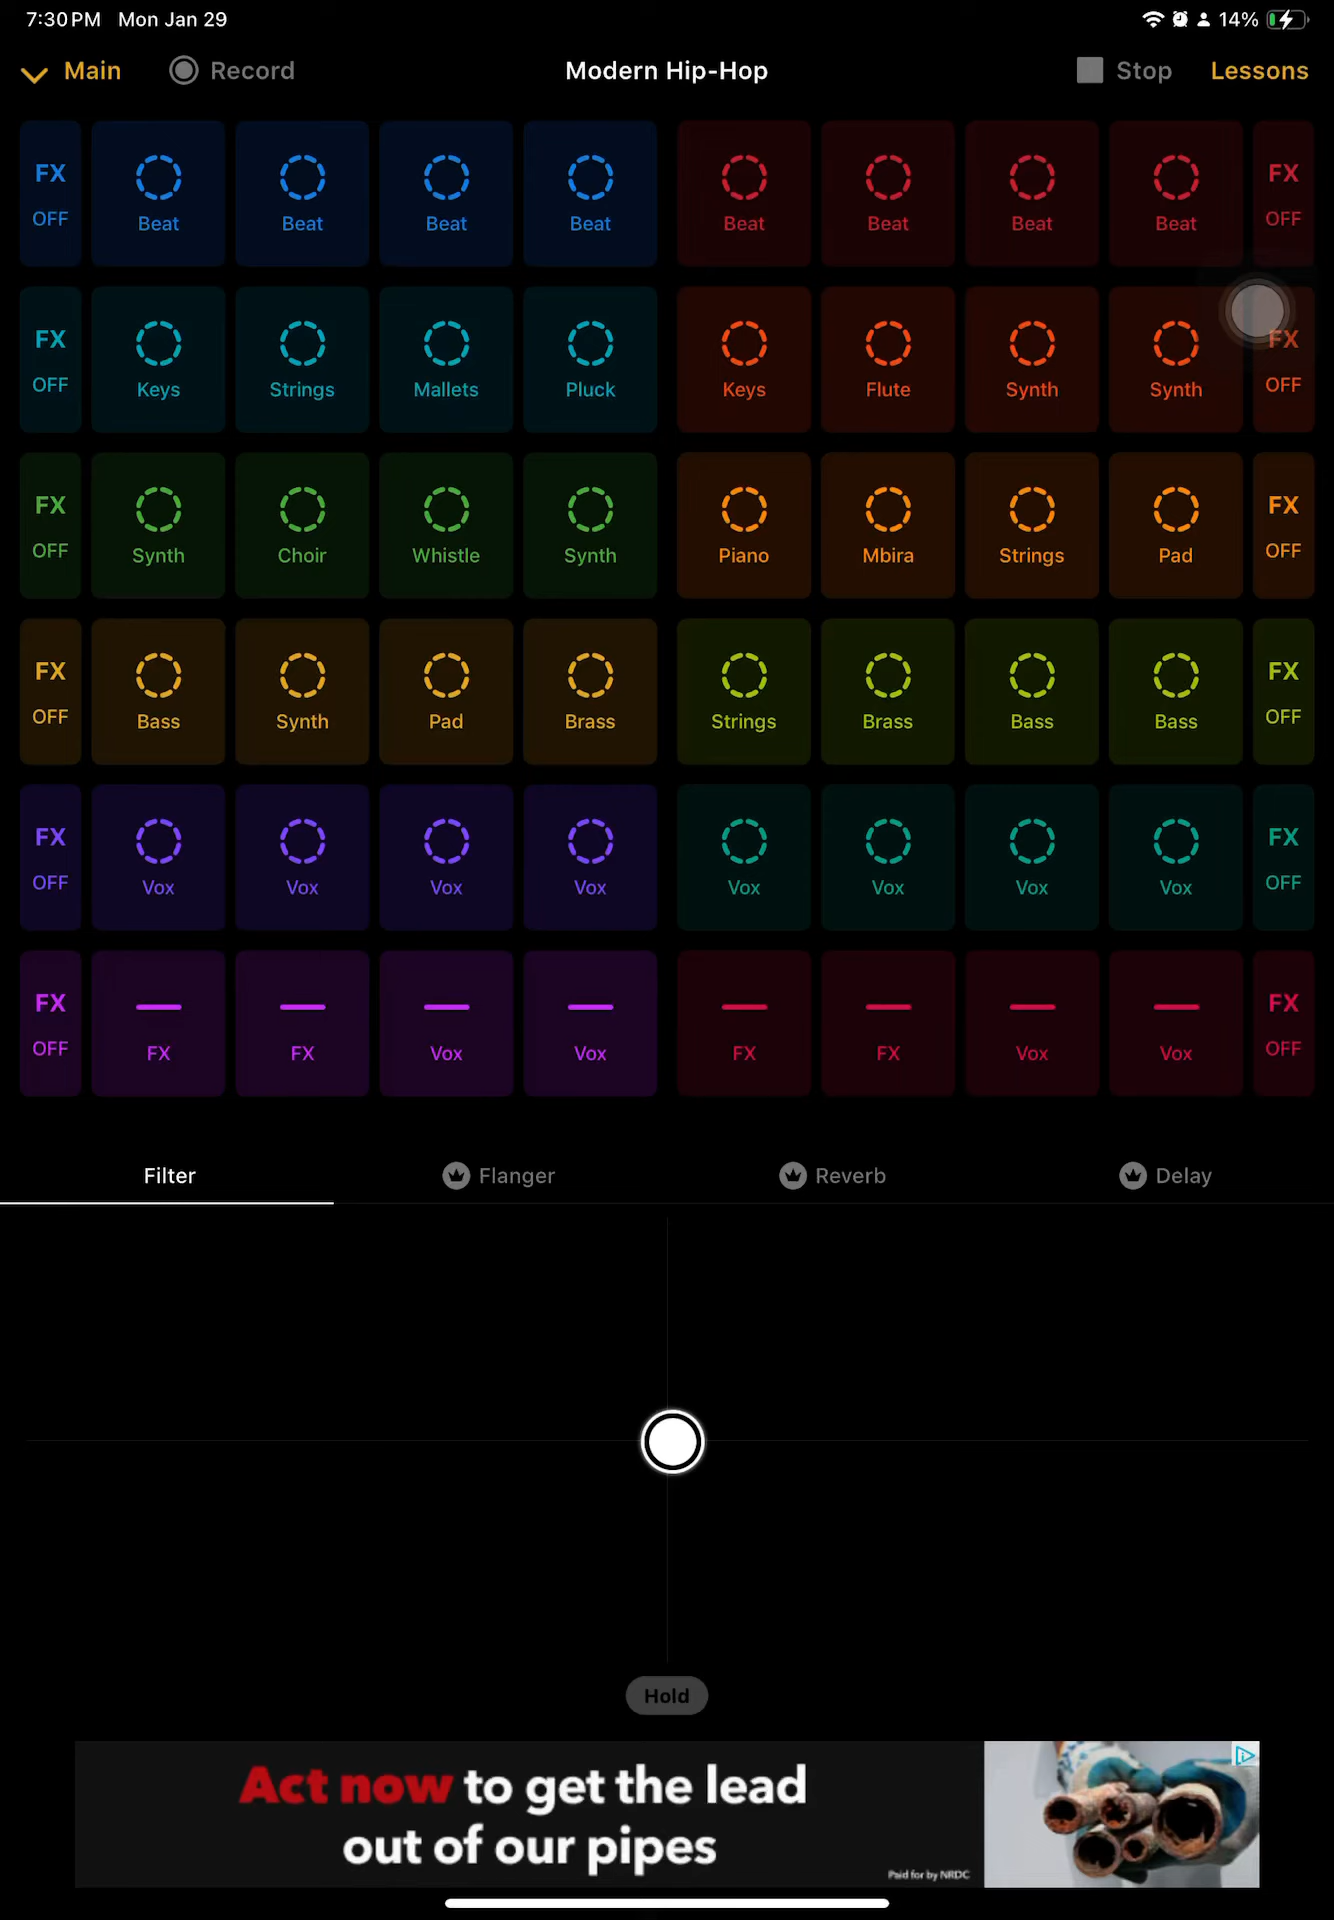 7:30 PM Mon Jan 29 14%
Main Record Modern Hip-Hop Stop Lessons
FX Beat Beat Beat Beat Beat Beat Beat Beat FX
OFF OFF
FX Keys Strings Mallets Pluck Keys Flute Synth Synth FX
OFF OFF
FX Synth Choir Whistle Synth Piano Mbira Strings Pad FX
OFF OFF
FX Bass Synth Pad Brass Strings Brass Bass Bass FX
OFF OFF
FX Vox Vox Vox Vox Vox Vox Vox Vox FX
OFF OFF
FX FX FX Vox Vox FX FX Vox Vox FX
OFF OFF
Filter Flanger Reverb Delay
Hold
Act now to get the lead
out of our pipes
Paid for by NRDC